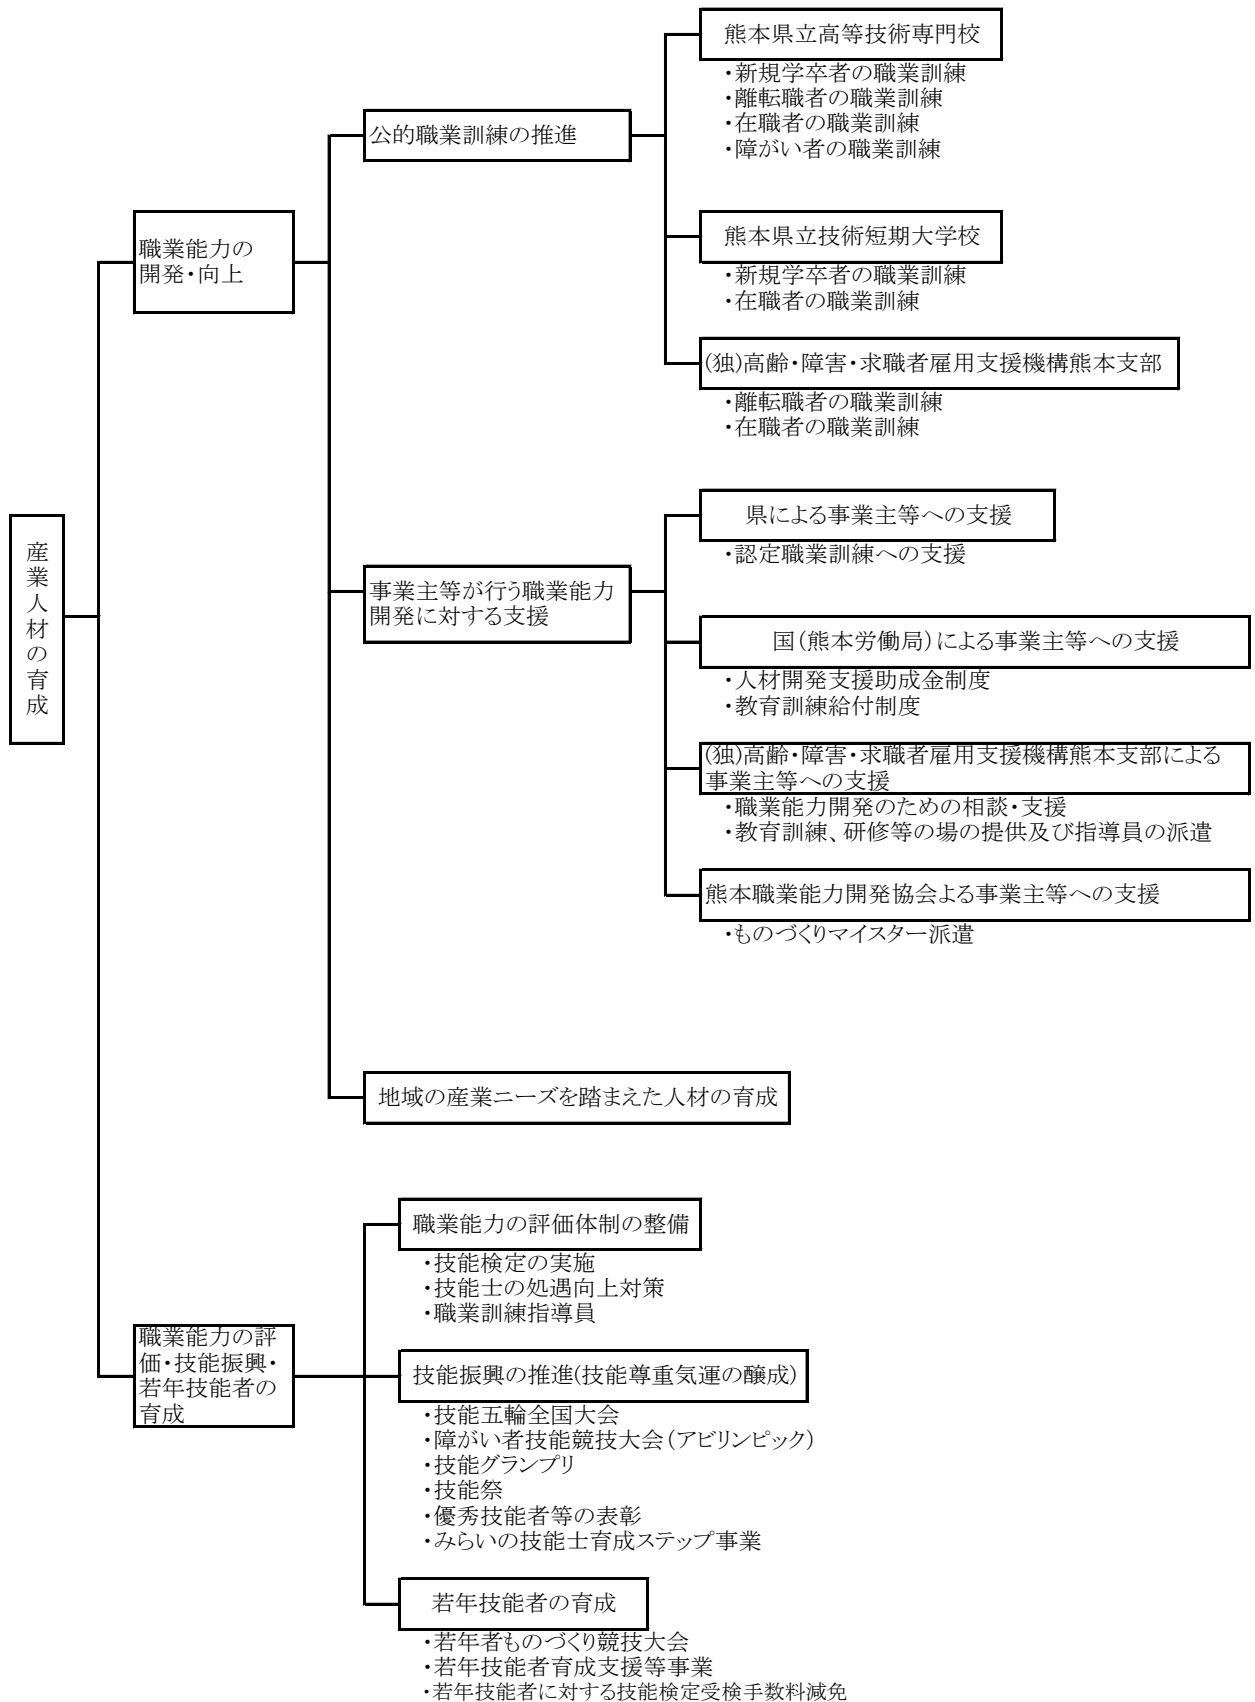 産業人材の育成
職業能力の
開発・向上
公的職業訓練の推進
熊本県立高等技術専門校
・新規学卒者の職業訓練
・離転職者の職業訓練
・在職者の職業訓練
・障がい者の職業訓練
熊本県立技術短期大学校
・新規学卒者の職業訓練
・在職者の職業訓練
(独)高齢・障害・求職者雇用支援機構熊本支部
・離転職者の職業訓練
・在職者の職業訓練
事業主等が行う職業能力
開発に対する支援
県による事業主等への支援
・認定職業訓練への支援
国(熊本労働局)による事業主等への支援
・人材開発支援助成金制度
・教育訓練給付制度
(独)高齢・障害・求職者雇用支援機構熊本支部による
事業主等への支援
・職業能力開発のための相談・支援
・教育訓練、研修等の場の提供及び指導員の派遣
熊本職業能力開発協会よる事業主等への支援
・ものづくりマイスター派遣
地域の産業ニーズを踏まえた人材の育成
職業能力の評
価・技能振興・
若年技能者の
育成
職業能力の評価体制の整備
・技能検定の実施
・技能士の処遇向上対策
・職業訓練指導員
技能振興の推進(技能尊重気運の醸成)
・技能五輪全国大会
・障がい者技能競技大会(アビリンピック)
・技能グランプリ
・技能祭
・優秀技能者等の表彰
・みらいの技能士育成ステップ事業
若年技能者の育成
・若年者ものづくり競技大会
・若年技能者育成支援等事業
・若年技能者に対する技能検定受検手数料減免